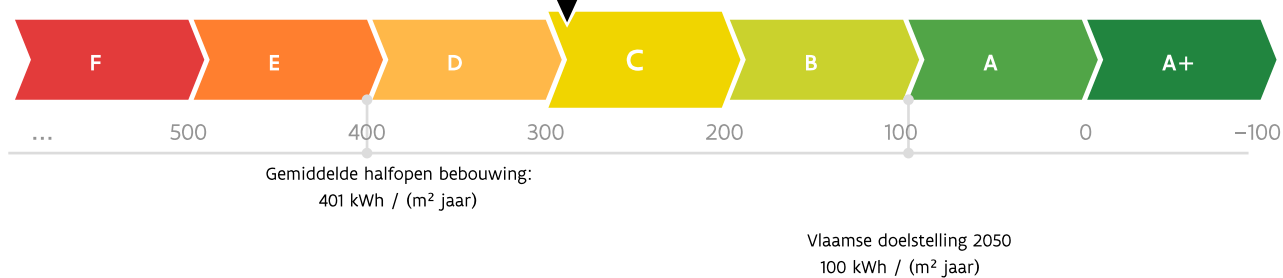 F E D C B A A+
... 500 400 300 200 100 0 −100
Gemiddelde halfopen bebouwing:
401 kWh / (m² jaar)
Vlaamse doelstelling 2050
100 kWh / (m² jaar)